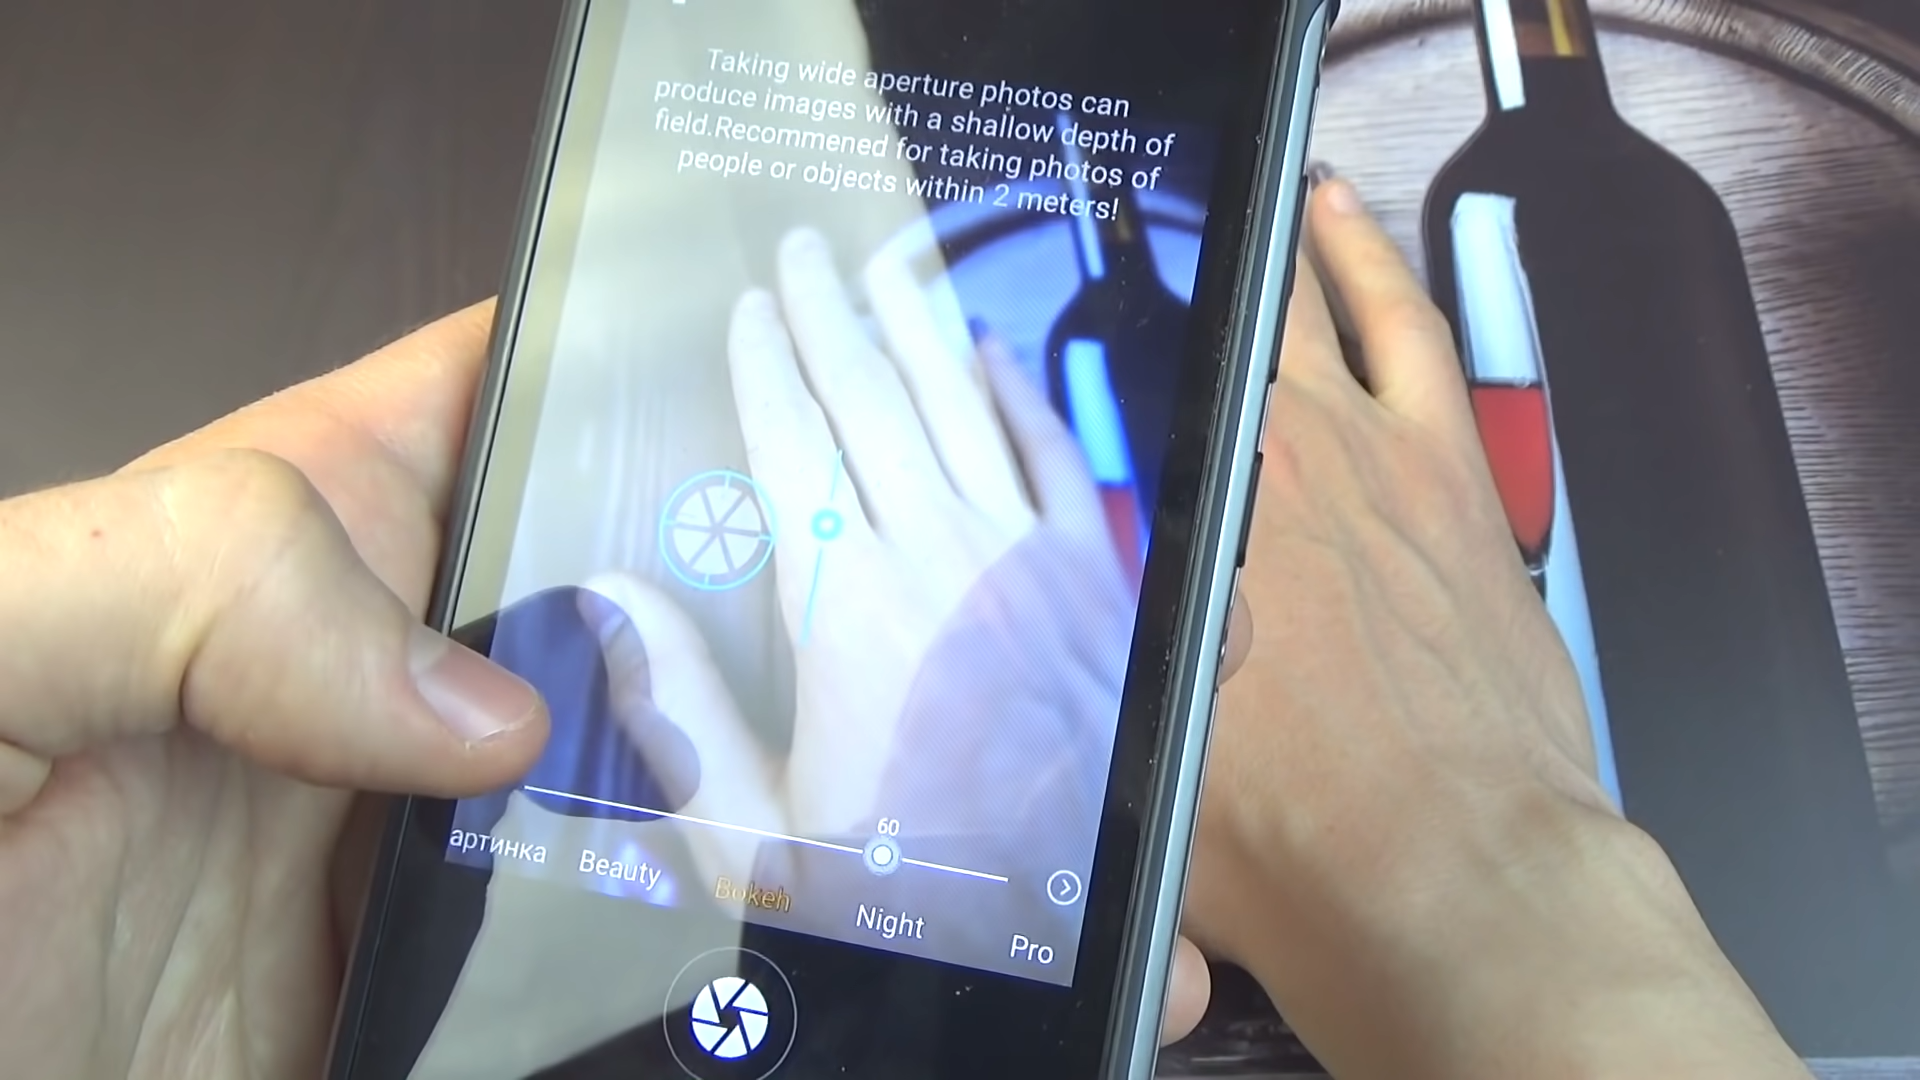 Taking wide aperture photos can
produce images with a shallow depth of
field.Recommened for taking photos of
people or objects within 2 meters!
60
артинка Beauty Bokeh Night Pro